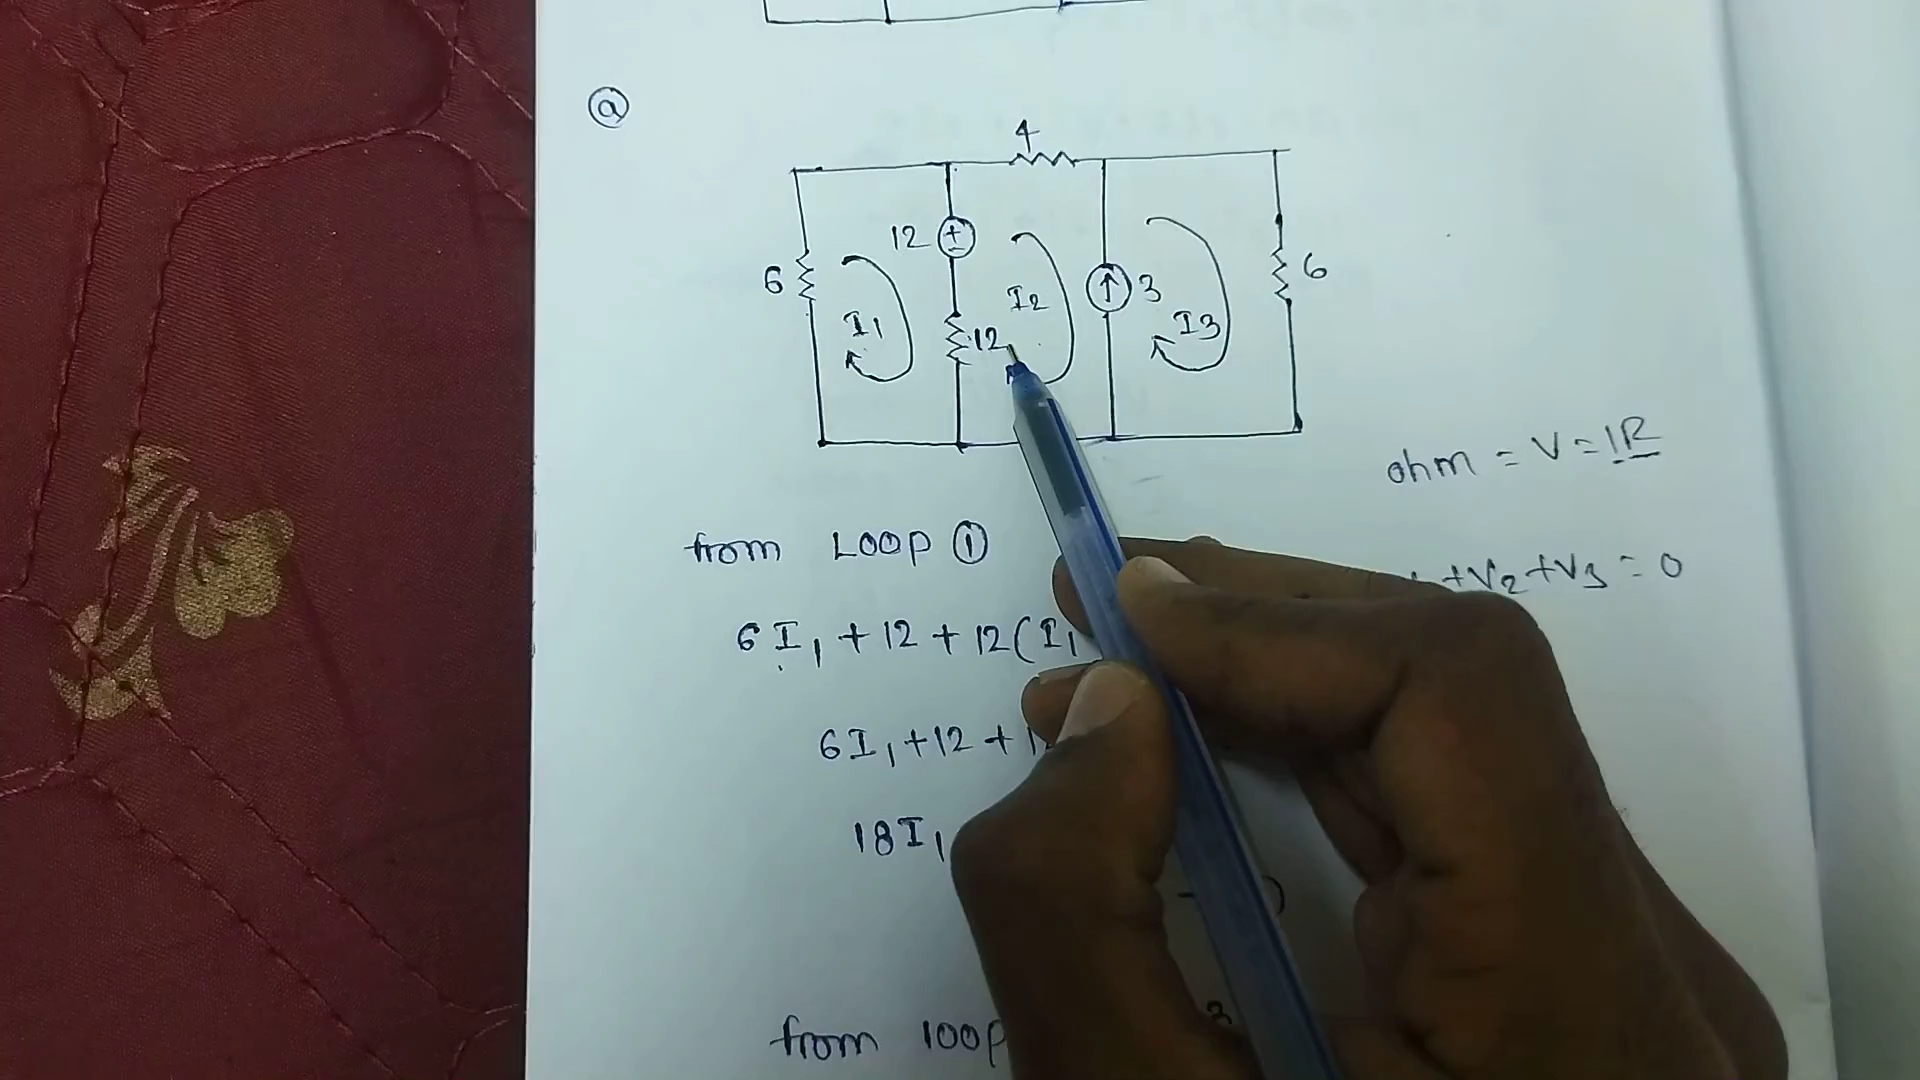 a
4
12 +
6
I1
12
I2
3
I3
6
ohm = V = IR
from LOOP 1
+V2+V3 = 0
6I1 + 12 + 12(I1
6I1 + 12 +
18I1
from loop